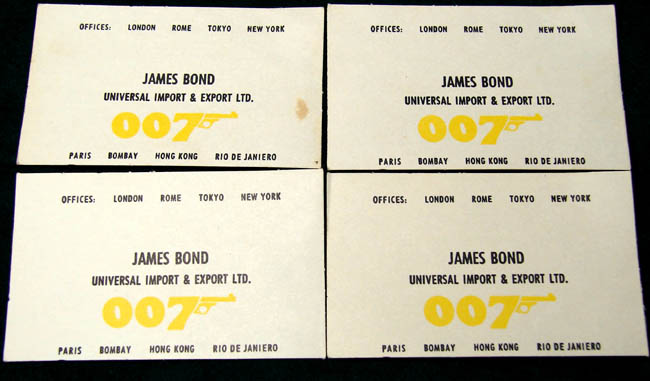 OFFICES: LONDON ROME TOKYO NEW YORK
JAMES BOND
UNIVERSAL IMPORT & EXPORT LTD.
007
PARIS BOMBAY HONG KONG RIO DE JANIERO
OFFICES: LONDON ROME TOKYO NEW YORK
JAMES BOND
UNIVERSAL IMPORT & EXPORT LTD.
007
PARIS BOMBAY HONG KONG RIO DE JANIERO
OFFICES: LONDON ROME TOKYO NEW YORK
JAMES BOND
UNIVERSAL IMPORT & EXPORT LTD.
007
PARIS BOMBAY HONG KONG RIO DE JANIERO
OFFICES: LONDON ROME TOKYO NEW YORK
JAMES BOND
UNIVERSAL IMPORT & EXPORT LTD.
007
PARIS BOMBAY HONG KONG RIO DE JANIERO